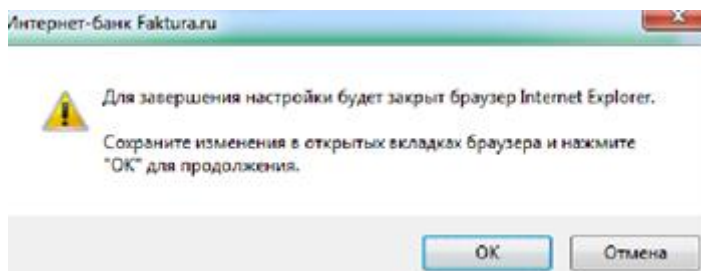 Интернет-банк Faktura.ru
Для завершения настройки будет закрыт браузер Internet Explorer.
Сохраните изменения в открытых вкладках браузера и нажмите
"ОК" для продолжения.
ОК
Отмена